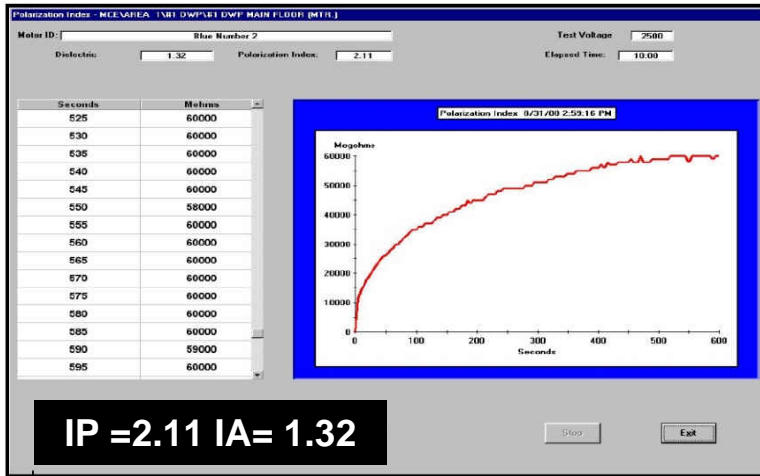 Polarization Index - MCE\AREA 1\#1 DWP\#1 DWP MAIN FLOOR (MTR.)
Motor ID: Blue Number 2
Test Voltage 2500
Dielectric 1.32 Polarization Index: 2.11 Elapsed Time: 10:00
Seconds Mohms
525 60000
530 60000
535 60000
540 60000
545 60000
550 58000
555 60000
560 60000
565 60000
570 60000
575 60000
580 60000
585 60000
590 59000
595 60000
Polarization Index 8/31/00 2:59:16 PM
Megohms
60000
50000
40000
30000
20000
10000
0
0 100 200 300 400 500 600
Seconds
IP =2.11 IA= 1.32
Stop Exit